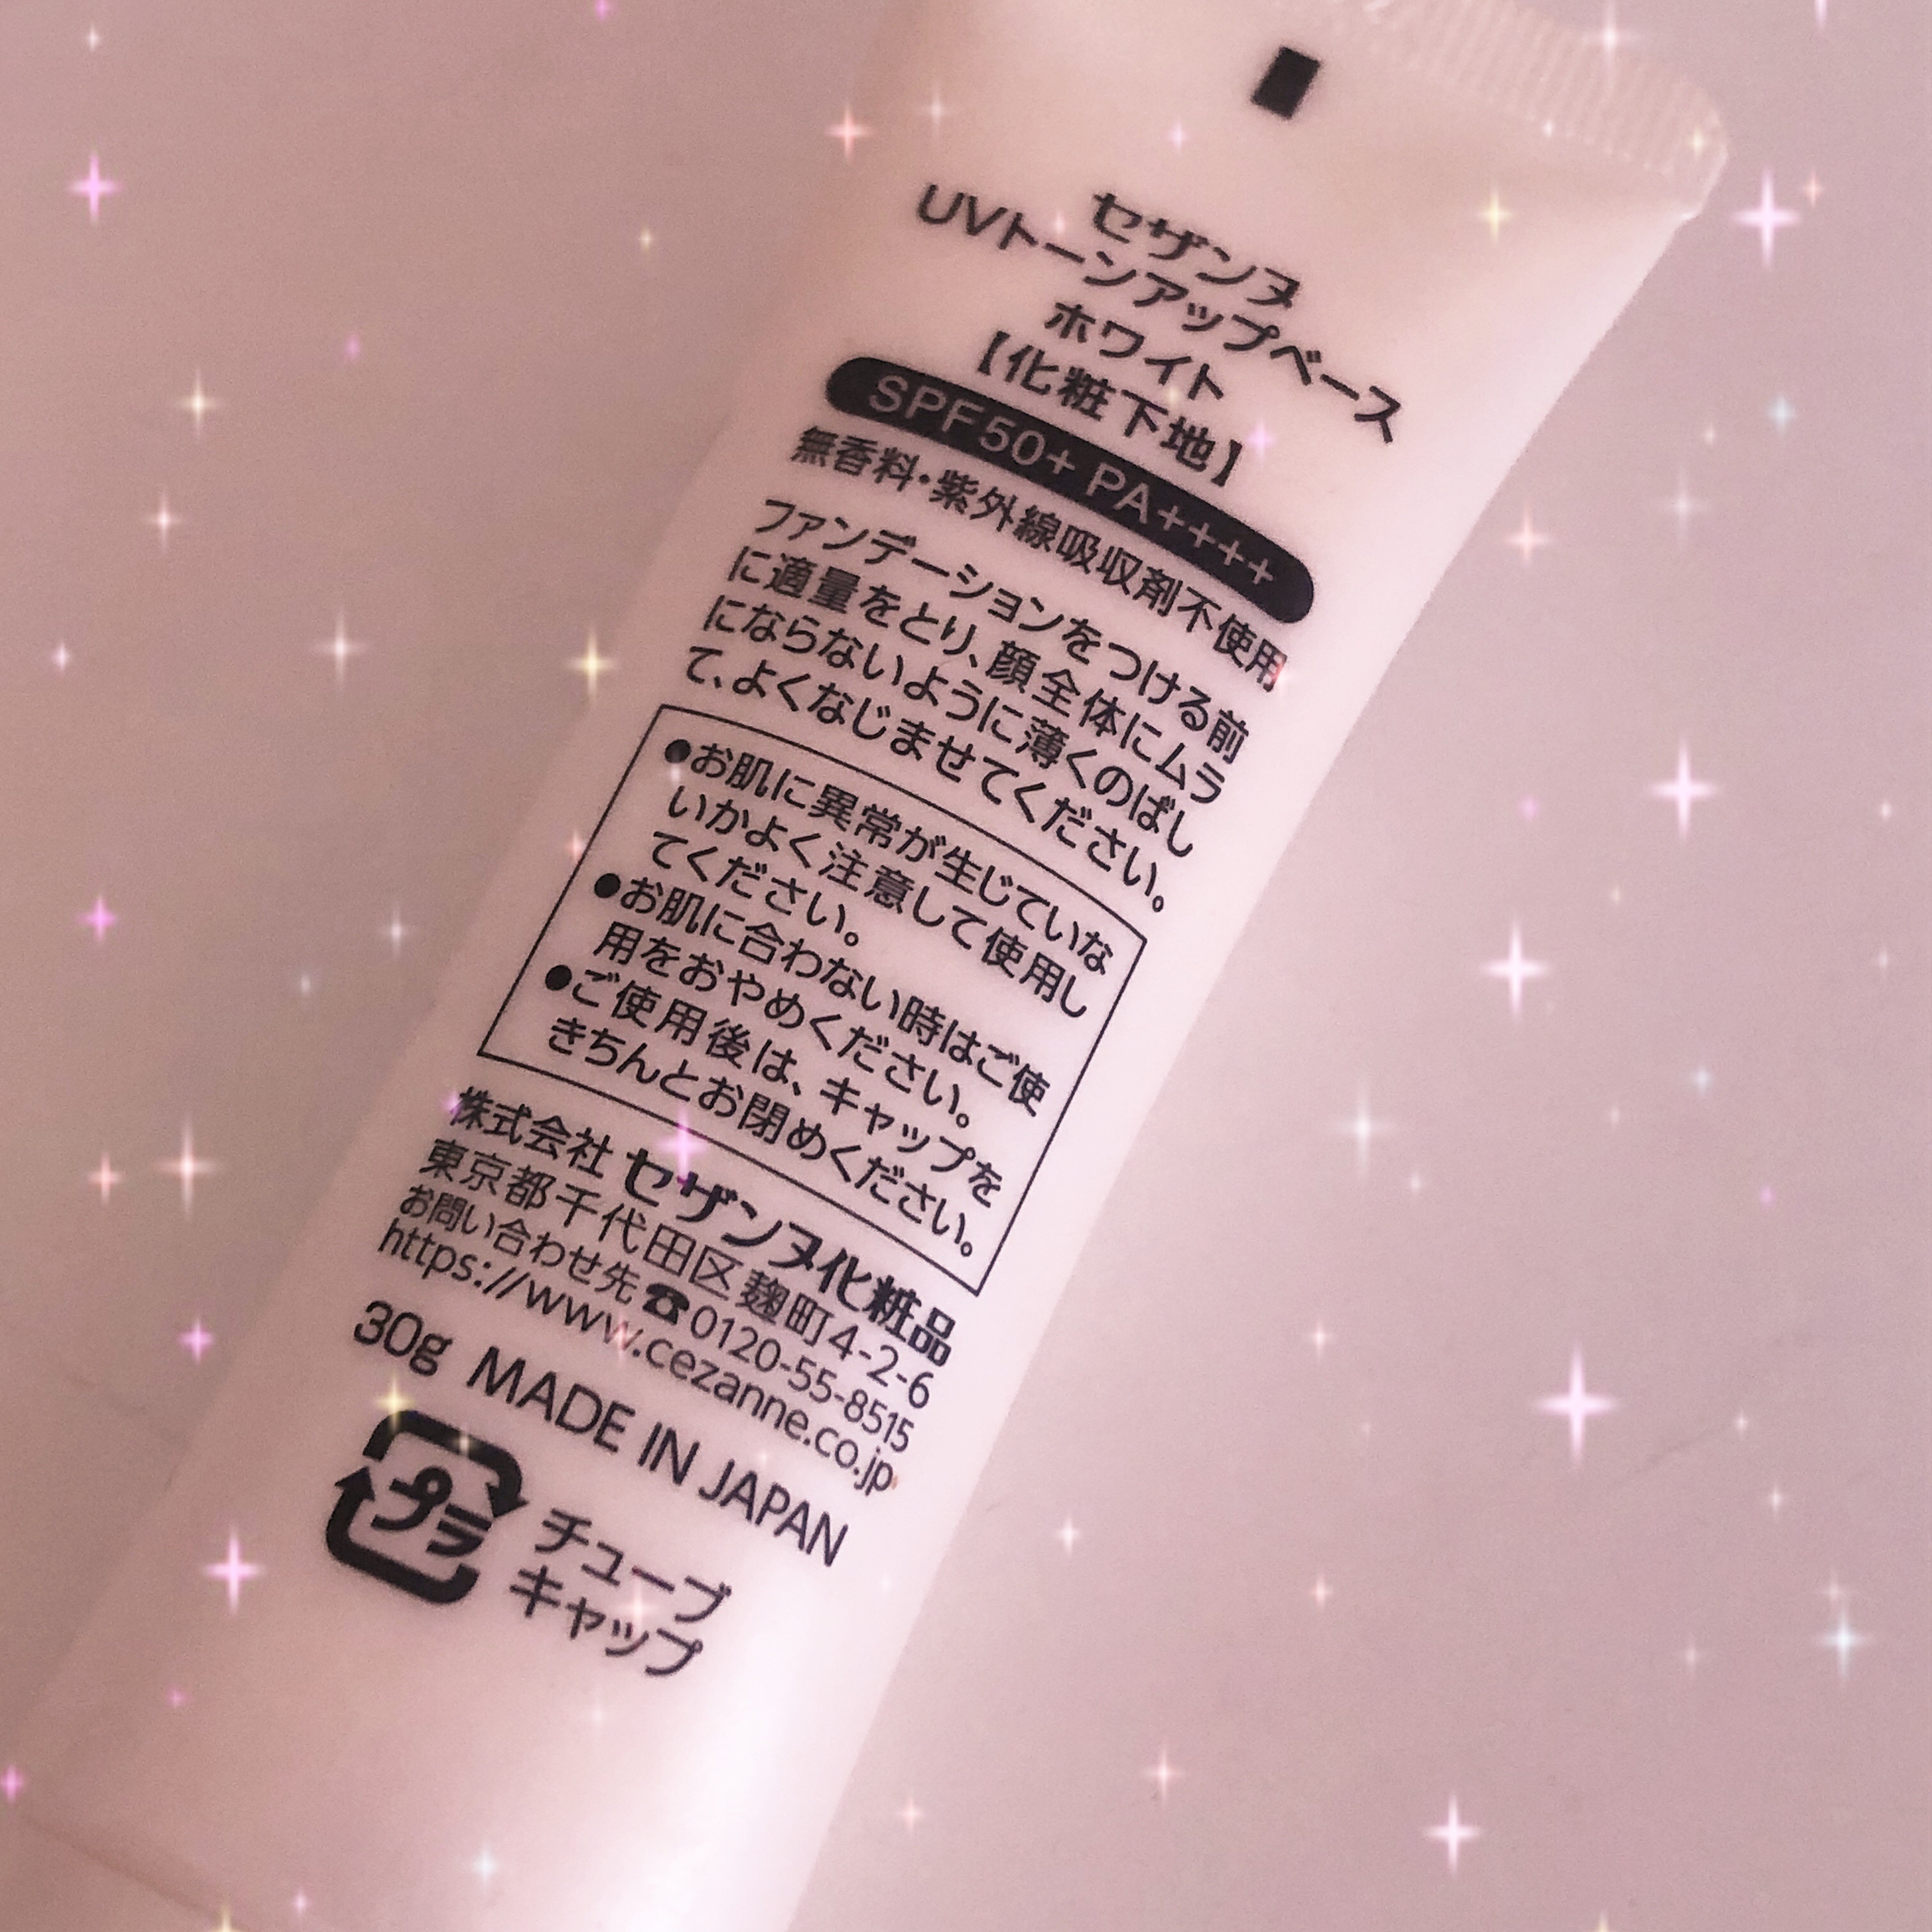 セザンヌ
UVトーンアップベース
ホワイト
【化粧下地】
SPF50+ PA++++
無香料・紫外線吸収剤不使用
ファンデーションをつける前
に適量をとり、顔全体にムラ
にならないように薄くのばし
て、よくなじませてください。
●お肌に異常が生じていな
いかよく注意して使用し
てください。
●お肌に合わない時はご使
用をおやめください。
●ご使用後は、キャップを
きちんとお閉めください。
株式会社 セザンヌ化粧品
東京都千代田区麹町4-2-6
お問い合わせ先☎0120-55-8515
https://www.cezanne.co.jp
30g MADE IN JAPAN
プラ
チューブ
キャップ